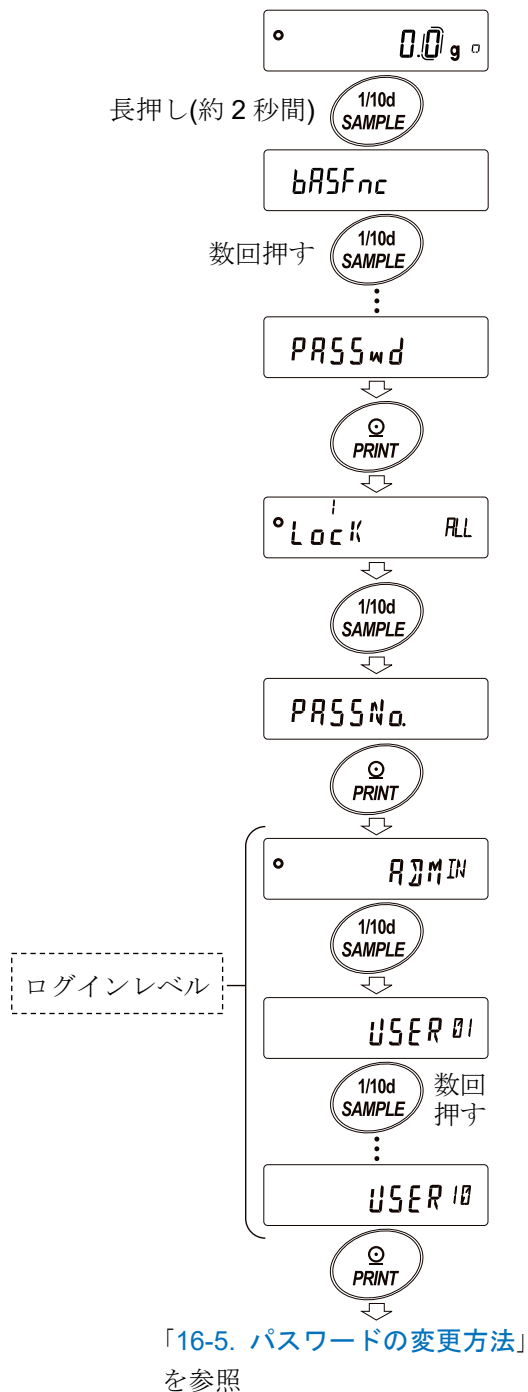 0.0 g
長押し(約 2 秒間)
1/10d
SAMPLE
bASFnc
数回押す
1/10d
SAMPLE
PASSwd
PRINT
1
LocK ALL
1/10d
SAMPLE
PASSNo.
PRINT
ADMIN
1/10d
SAMPLE
ログインレベル
USER 01
1/10d
SAMPLE
数回
押す
USER 10
PRINT
「16-5. パスワードの変更方法」
を参照